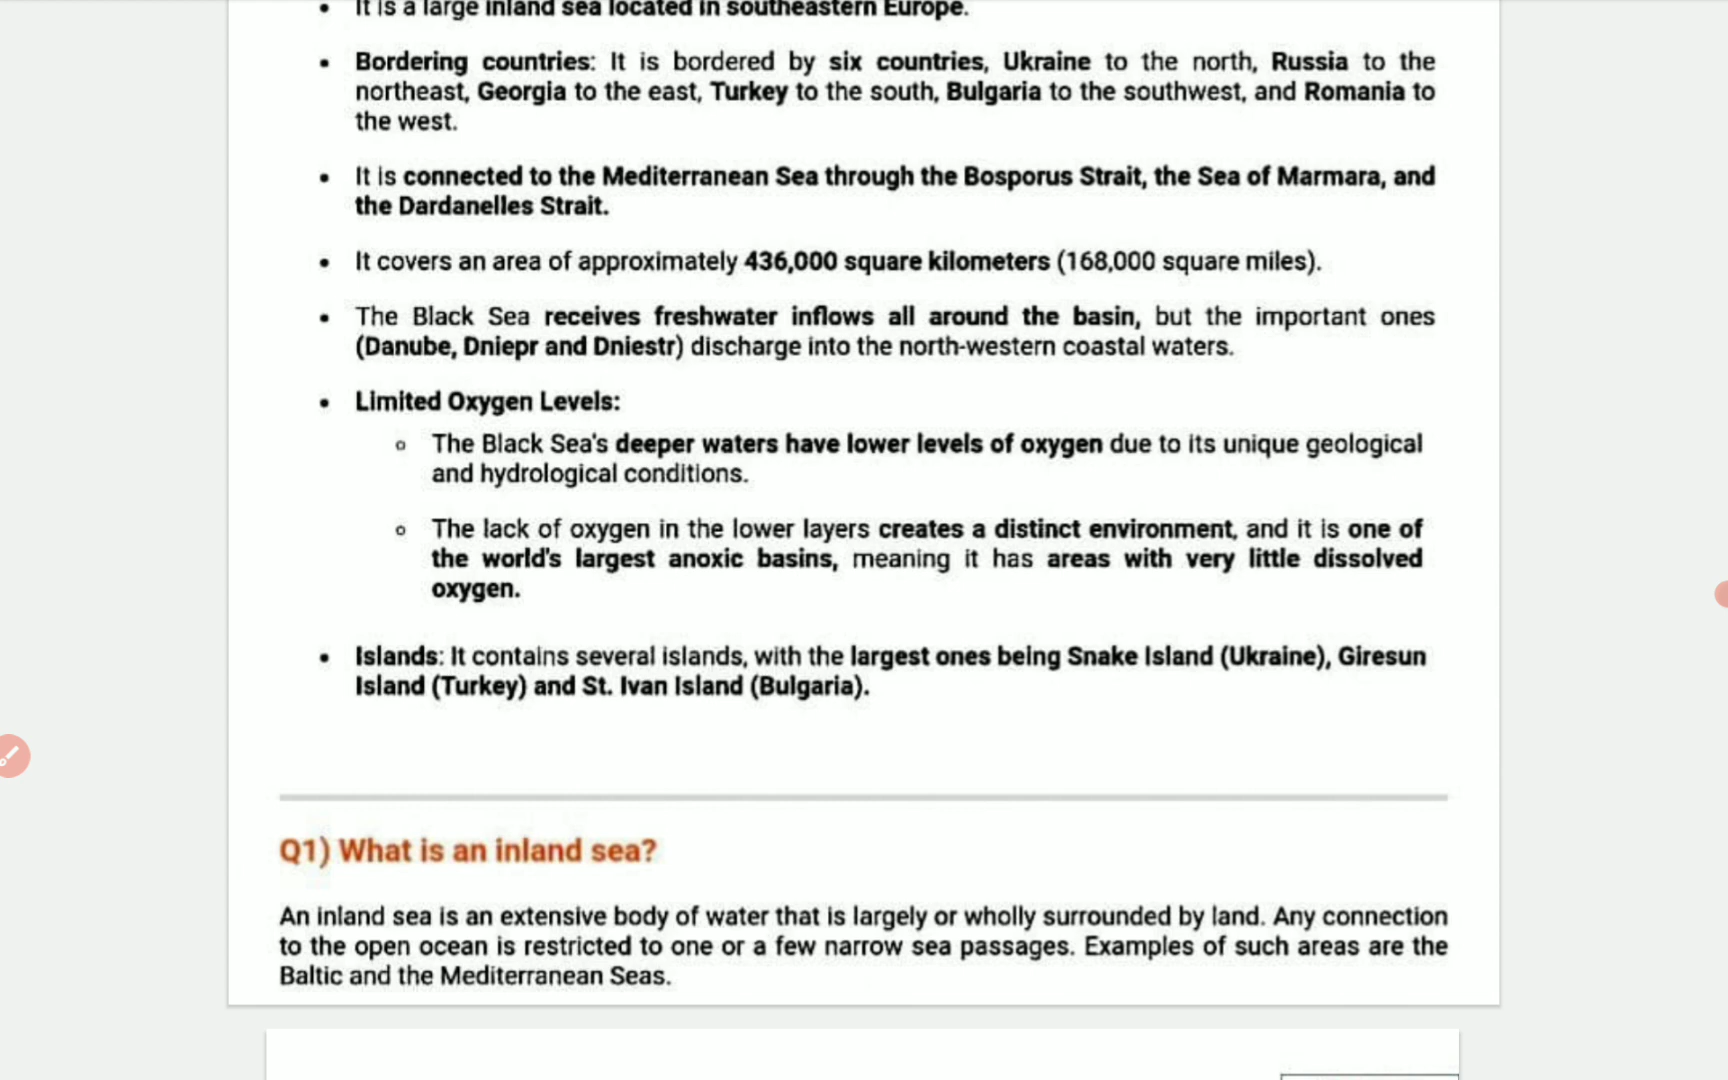 • It is a large inland sea located in southeastern Europe.
• Bordering countries: It is bordered by six countries, Ukraine to the north, Russia to the
northeast, Georgia to the east, Turkey to the south, Bulgaria to the southwest, and Romania to
the west.
• It is connected to the Mediterranean Sea through the Bosporus Strait, the Sea of Marmara, and
the Dardanelles Strait.
• It covers an area of approximately 436,000 square kilometers (168,000 square miles).
• The Black Sea receives freshwater inflows all around the basin, but the important ones
(Danube, Dniepr and Dniestr) discharge into the north-western coastal waters.
• Limited Oxygen Levels:
o The Black Sea's deeper waters have lower levels of oxygen due to its unique geological
and hydrological conditions.
o The lack of oxygen in the lower layers creates a distinct environment, and it is one of
the world's largest anoxic basins, meaning it has areas with very little dissolved
oxygen.
• Islands: It contains several islands, with the largest ones being Snake Island (Ukraine), Giresun
Island (Turkey) and St. Ivan Island (Bulgaria).
Q1) What is an inland sea?
An inland sea is an extensive body of water that is largely or wholly surrounded by land. Any connection
to the open ocean is restricted to one or a few narrow sea passages. Examples of such areas are the
Baltic and the Mediterranean Seas.